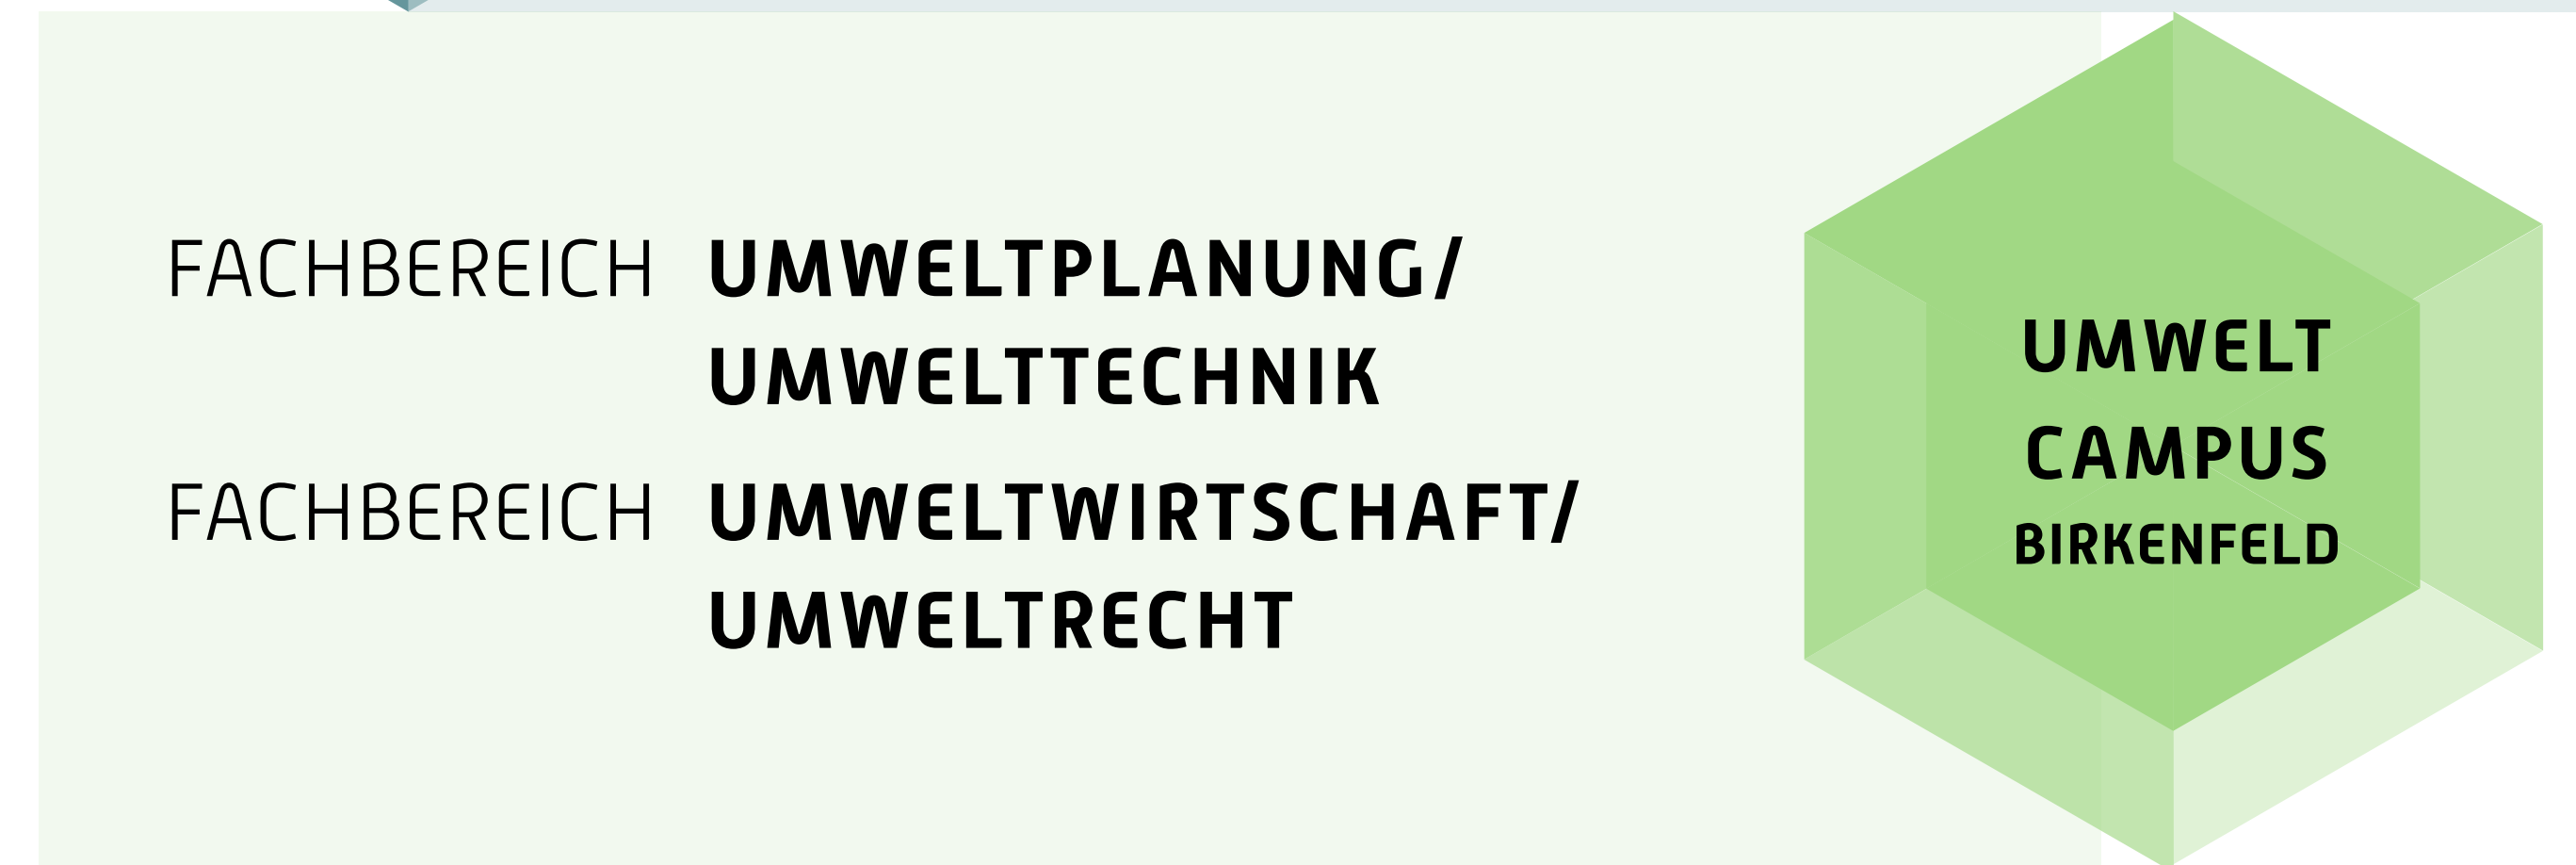 FACHBEREICH UMWELTPLANUNG/
UMWELTTECHNIK
FACHBEREICH UMWELTWIRTSCHAFT/
UMWELTRECHT
UMWELT
CAMPUS
BIRKENFELD